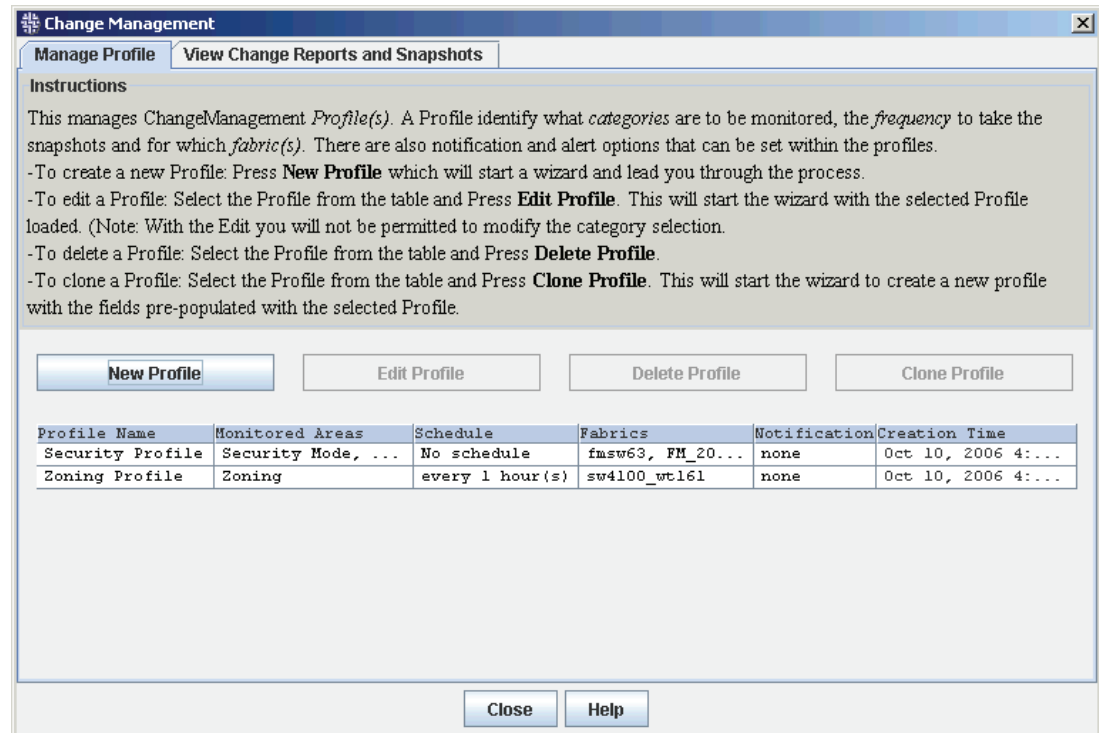 Change Management
Manage Profile View Change Reports and Snapshots
Instructions
This manages ChangeManagement Profile(s). A Profile identify what categories are to be monitored, the frequency to take the
snapshots and for which fabric(s). There are also notification and alert options that can be set within the profiles.
-To create a new Profile: Press New Profile which will start a wizard and lead you through the process.
-To edit a Profile: Select the Profile from the table and Press Edit Profile. This will start the wizard with the selected Profile
loaded. (Note: With the Edit you will not be permitted to modify the category selection.
-To delete a Profile: Select the Profile from the table and Press Delete Profile.
-To clone a Profile: Select the Profile from the table and Press Clone Profile. This will start the wizard to create a new profile
with the fields pre-populated with the selected Profile.
New Profile Edit Profile Delete Profile Clone Profile
Profile Name Monitored Areas Schedule Fabrics Notification Creation Time
Security Profile Security Mode, ... No schedule fmsw63, FM_20... none Oct 10, 2006 4:...
Zoning Profile Zoning every 1 hour(s) sw4100_wt161 none Oct 10, 2006 4:...
Close Help